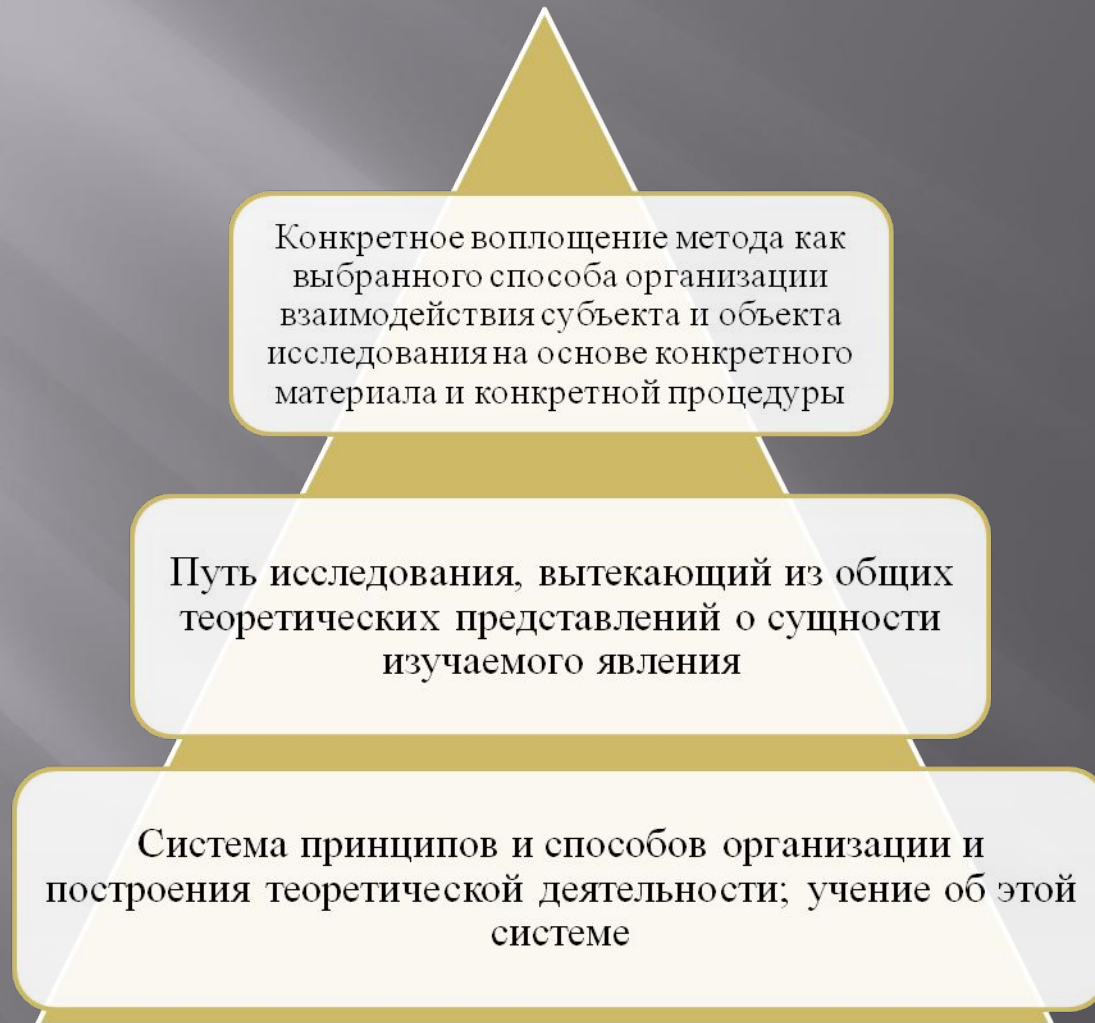 Конкретное воплощение метода как
выбранного способа организации
взаимодействия субъекта и объекта
исследования на основе конкретного
материала и конкретной процедуры
Путь исследования, вытекающий из общих
теоретических представлений о сущности
изучаемого явления
Система принципов и способов организации и
построения теоретической деятельности; учение об этой
системе